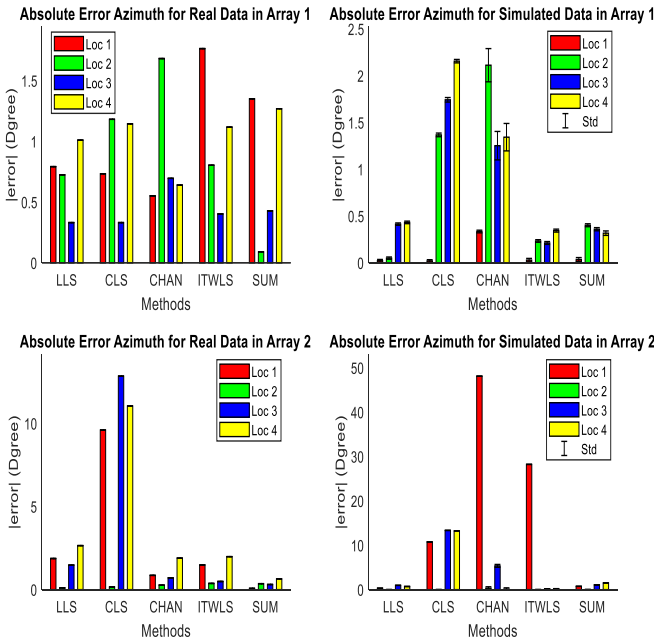 Absolute Error Azimuth for Real Data in Array 1
|error| (Dgree)
1.5
1
0.5
0
Loc 1
Loc 2
Loc 3
Loc 4
LLS CLS CHAN ITWLS SUM
Methods
Absolute Error Azimuth for Simulated Data in Array 1
|error| (Dgree)
2.5
2
1.5
1
0.5
0
Loc 1
Loc 2
Loc 3
Loc 4
Std
LLS CLS CHAN ITWLS SUM
Methods
Absolute Error Azimuth for Real Data in Array 2
|error| (Dgree)
10
5
0
Loc 1
Loc 2
Loc 3
Loc 4
LLS CLS CHAN ITWLS SUM
Methods
Absolute Error Azimuth for Simulated Data in Array 2
|error| (Dgree)
50
40
30
20
10
0
Loc 1
Loc 2
Loc 3
Loc 4
Std
LLS CLS CHAN ITWLS SUM
Methods